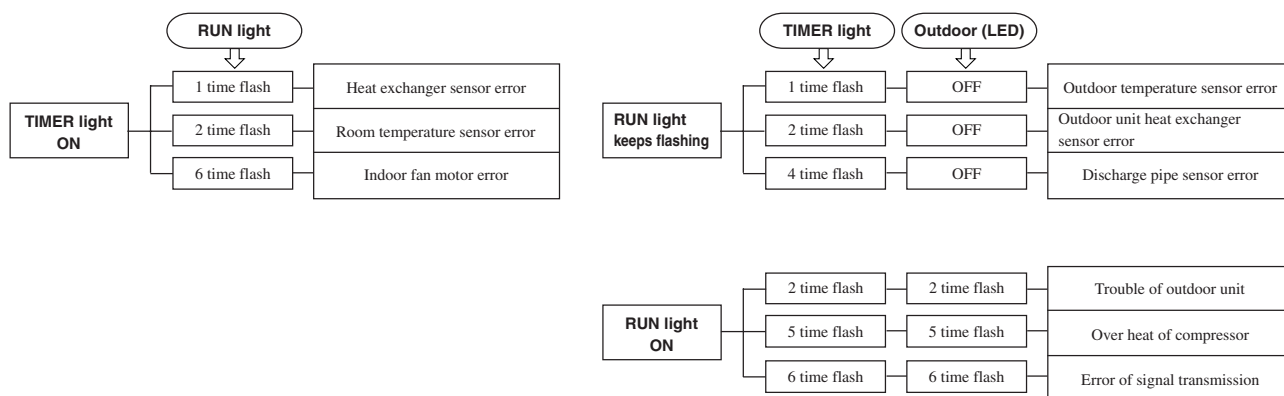 RUN light
TIMER light
ON
1 time flash
Heat exchanger sensor error
2 time flash
Room temperature sensor error
6 time flash
Indoor fan motor error
TIMER light
Outdoor (LED)
RUN light
keeps flashing
1 time flash
OFF
Outdoor temperature sensor error
2 time flash
OFF
Outdoor unit heat exchanger
sensor error
4 time flash
OFF
Discharge pipe sensor error
RUN light
ON
2 time flash
2 time flash
Trouble of outdoor unit
5 time flash
5 time flash
Over heat of compressor
6 time flash
6 time flash
Error of signal transmission